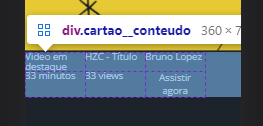 div.cartao__conteudo 360 × 7
Vídeo em destaque HZC - Título Bruno Lopez
33 minutos 33 views Assistir agora